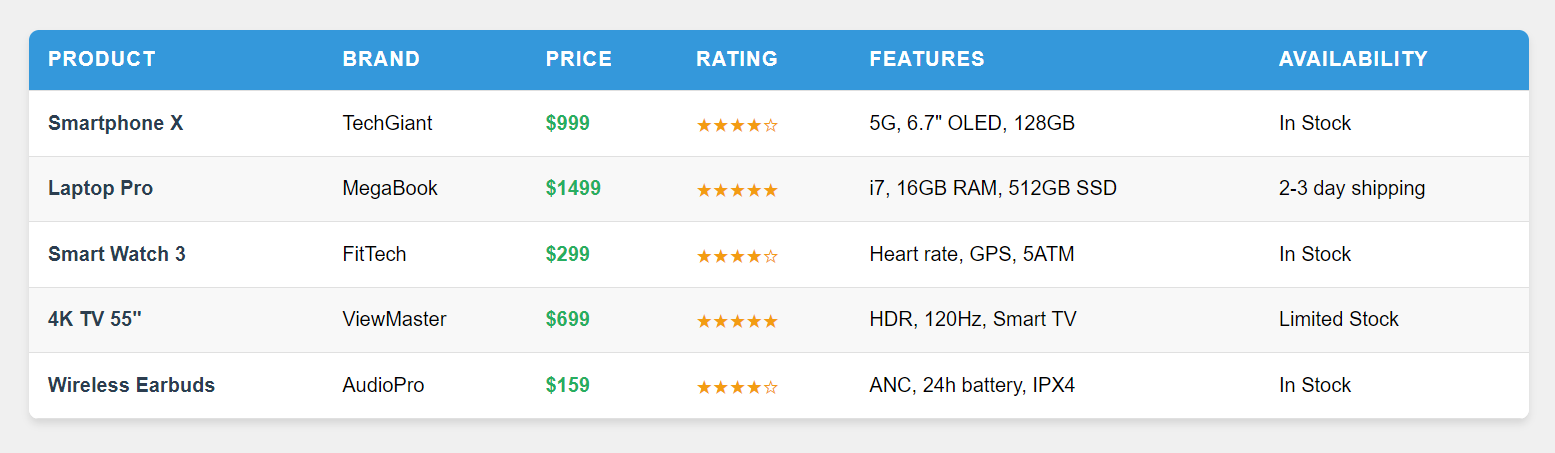 PRODUCT BRAND PRICE RATING FEATURES AVAILABILITY
Smartphone X TechGiant $999 ★★★★☆ 5G, 6.7" OLED, 128GB In Stock
Laptop Pro MegaBook $1499 ★★★★★ i7, 16GB RAM, 512GB SSD 2-3 day shipping
Smart Watch 3 FitTech $299 ★★★★☆ Heart rate, GPS, 5ATM In Stock
4K TV 55" ViewMaster $699 ★★★★★ HDR, 120Hz, Smart TV Limited Stock
Wireless Earbuds AudioPro $159 ★★★★☆ ANC, 24h battery, IPX4 In Stock